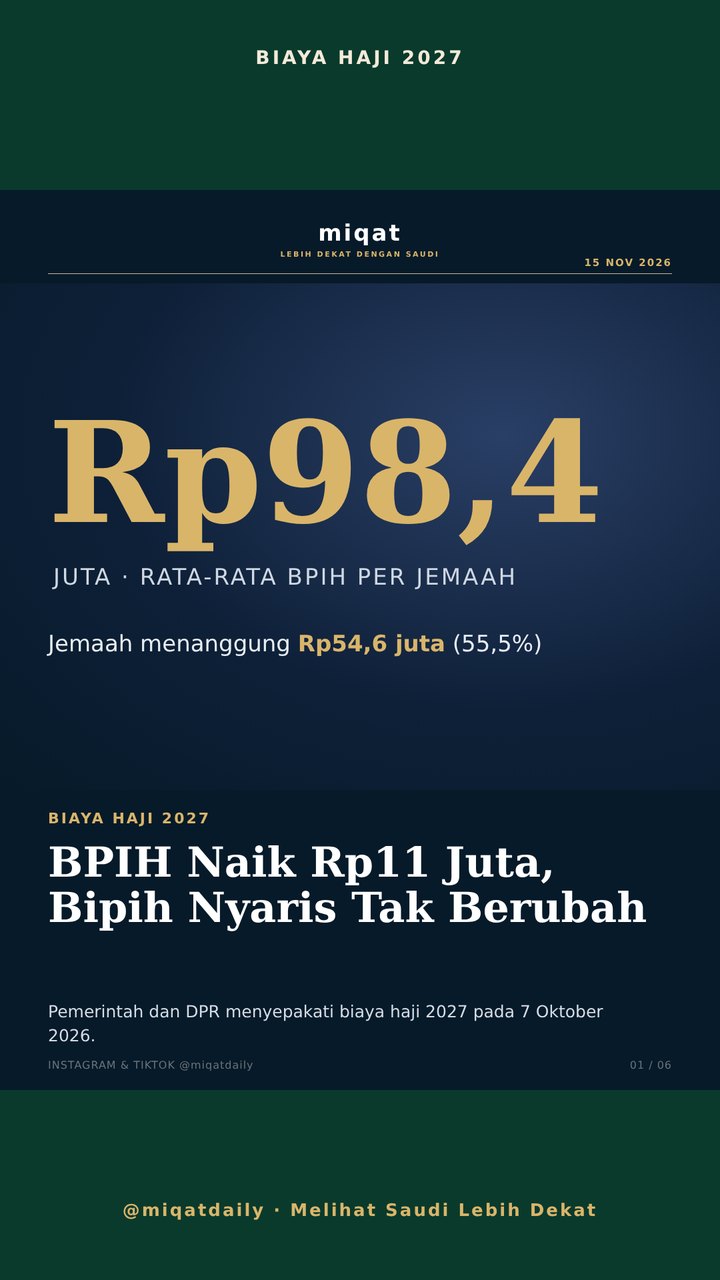 BIAYA HAJI 2027
miqat
LEBIH DEKAT DENGAN SAUDI
15 NOV 2026
Rp98,4
JUTA · RATA-RATA BPIH PER JEMAAH
Jemaah menanggung Rp54,6 juta (55,5%)
BIAYA HAJI 2027
BPIH Naik Rp11 Juta,
Bipih Nyaris Tak Berubah
Pemerintah dan DPR menyepakati biaya haji 2027 pada 7 Oktober
2026.
INSTAGRAM & TIKTOK @miqatdaily
01 / 06
@miqatdaily · Melihat Saudi Lebih Dekat